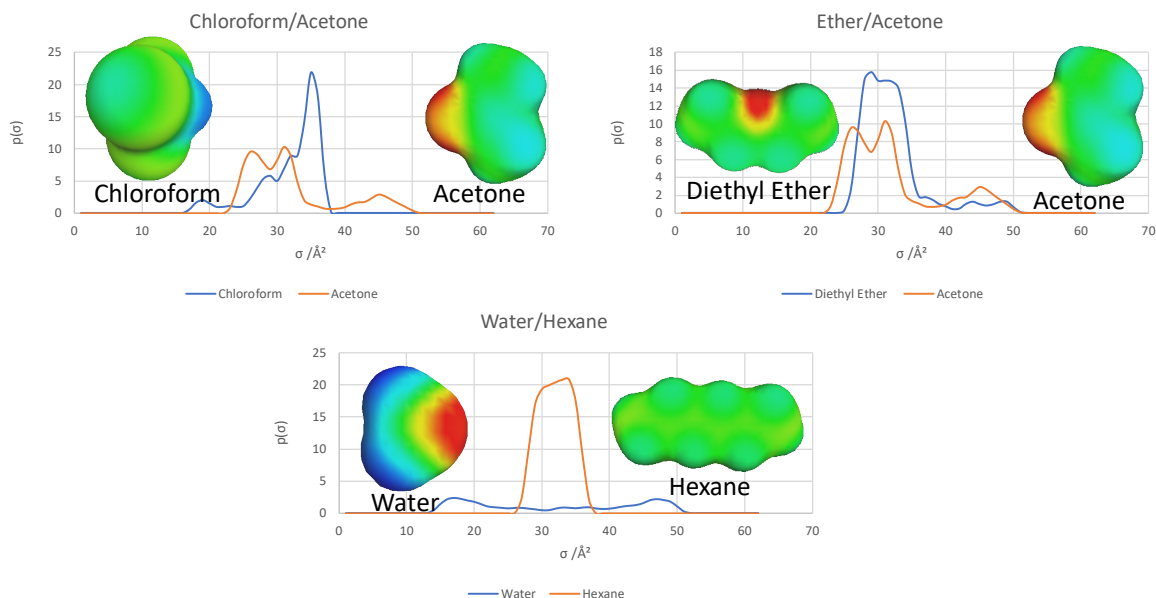 Chloroform/Acetone
25
20
15
10
5
0
p(σ)
Chloroform
Acetone
0 10 20 30 40 50 60 70
σ /Å²
Chloroform Acetone
Ether/Acetone
18
16
14
12
10
8
6
4
2
0
p(σ)
Diethyl Ether
Acetone
0 10 20 30 40 50 60 70
σ /Å²
Diethyl Ether Acetone
Water/Hexane
25
20
15
10
5
0
p(σ)
Water
Hexane
0 10 20 30 40 50 60 70
σ /Å²
Water Hexane